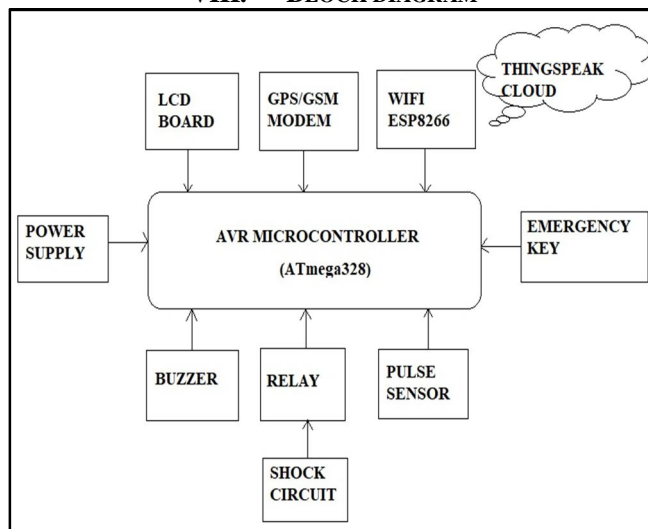 VIII. BLOCK DIAGRAM
THINGSPEAK
CLOUD
LCD
BOARD
GPS/GSM
MODEM
WIFI
ESP8266
POWER
SUPPLY
AVR MICROCONTROLLER
(ATmega328)
EMERGENCY
KEY
BUZZER
RELAY
PULSE
SENSOR
SHOCK
CIRCUIT